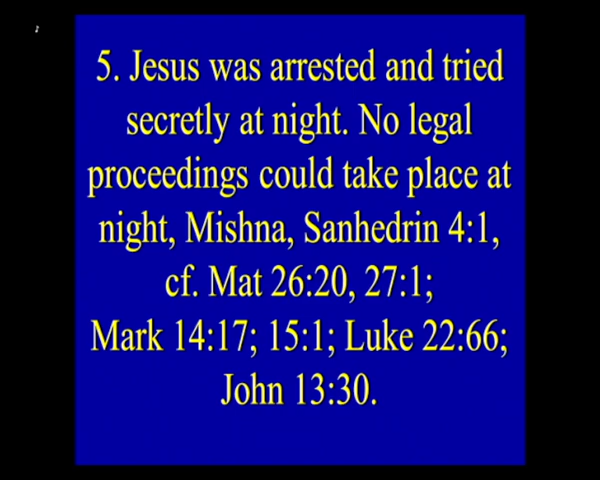 5. Jesus was arrested and tried
secretly at night. No legal
proceedings could take place at
night, Mishna, Sanhedrin 4:1,
cf. Mat 26:20, 27:1;
Mark 14:17; 15:1; Luke 22:66;
John 13:30.